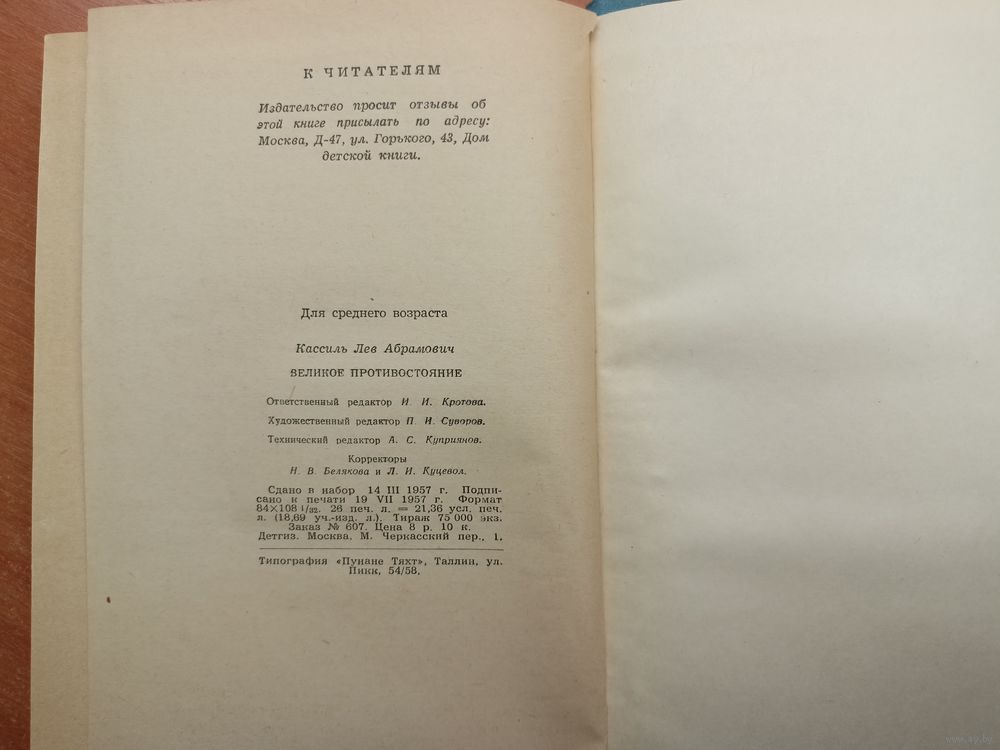 К ЧИТАТЕЛЯМ
Издательство просит отзывы об
этой книге присылать по адресу:
Москва, Д-47, ул. Горького, 43, Дом
детской книги.
Для среднего возраста
Кассиль Лев Абрамович
ВЕЛИКОЕ ПРОТИВОСТОЯНИЕ
Ответственный редактор И. И. Кротова.
Художественный редактор П. И. Суворов.
Технический редактор А. С. Куприянов.
Корректоры
Н. В. Белякова и Л. И. Куцевол.
Сдано в набор 14 III 1957 г. Подпи-
сано к печати 19 VII 1957 г. Формат
84×108 1/32. 26 печ. л. = 21,36 усл. печ.
л. (18,69 уч.-изд. л.). Тираж 75 000 экз.
Заказ № 607. Цена 8 р. 10 к.
Детгиз. Москва, М. Черкасский пер., 1.
Типография «Пунане Тяхт», Таллин, ул.
Пикк, 54/58.
www.ay.by